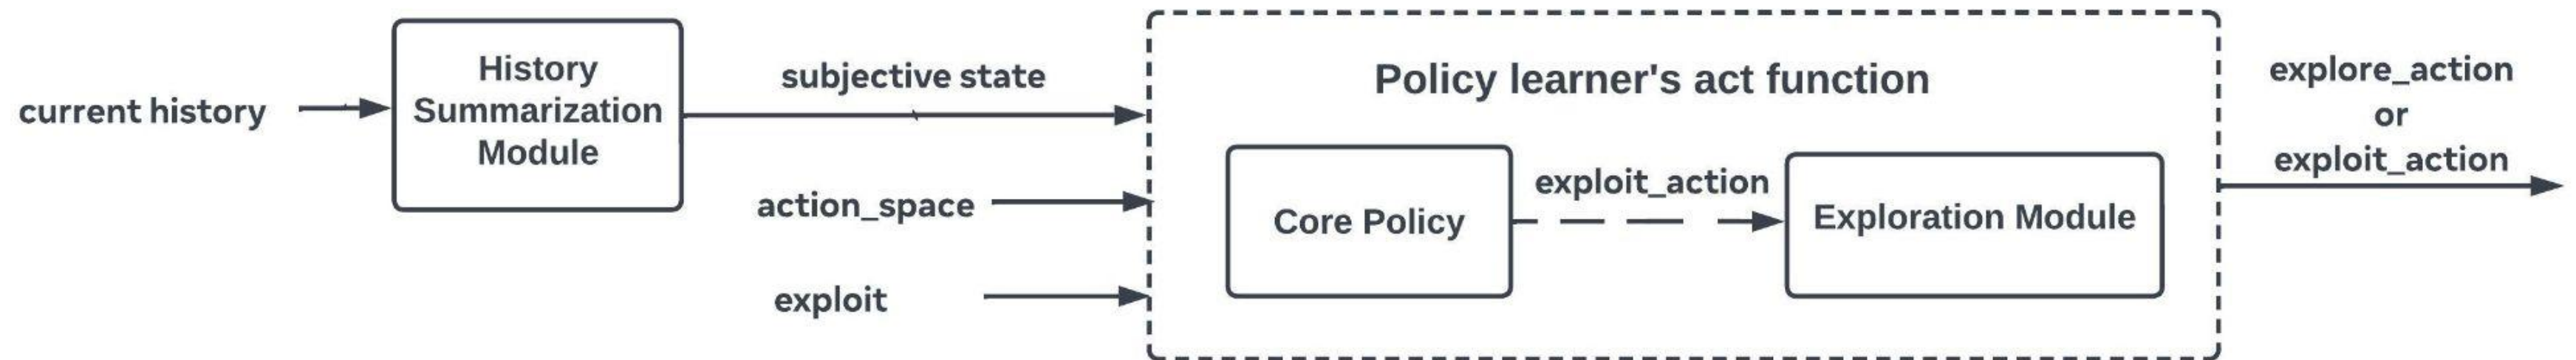 current history
History
Summarization
Module
subjective state
action_space
exploit
Policy learner's act function
Core Policy
exploit_action
Exploration Module
explore_action
or
exploit_action